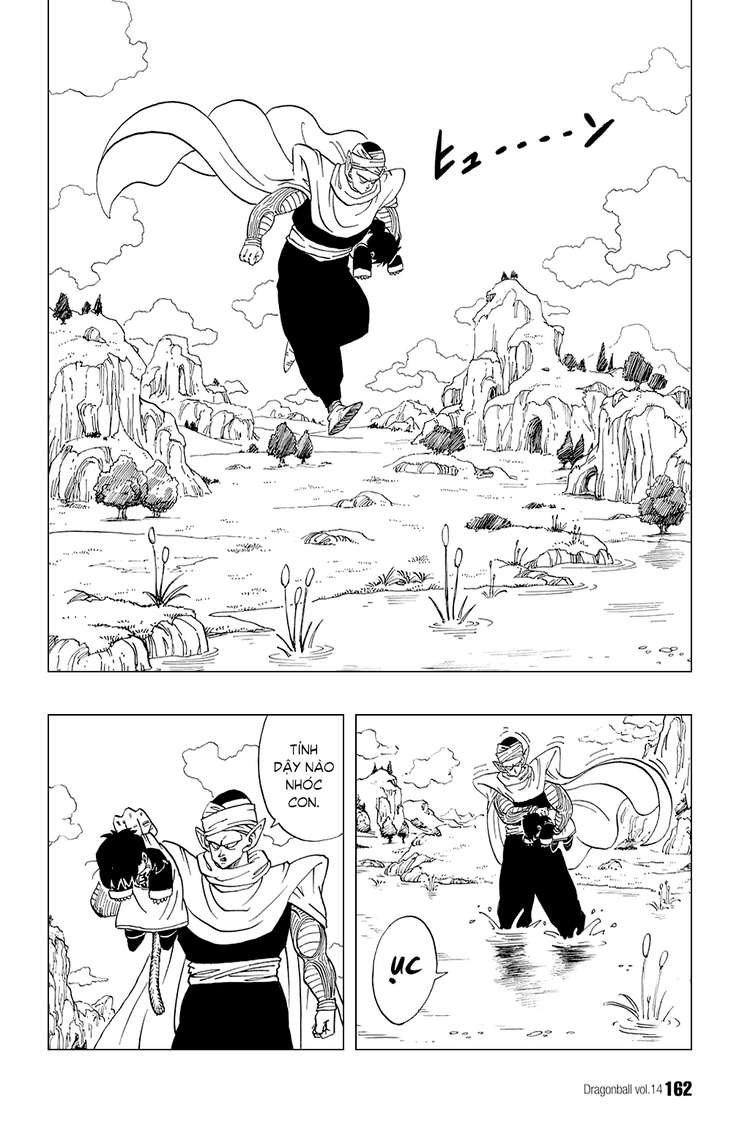 ヒュ・・・・ン
ỤC
TỈNH
DẬY NÀO
NHÓC
CON.
Dragonball vol.14 162